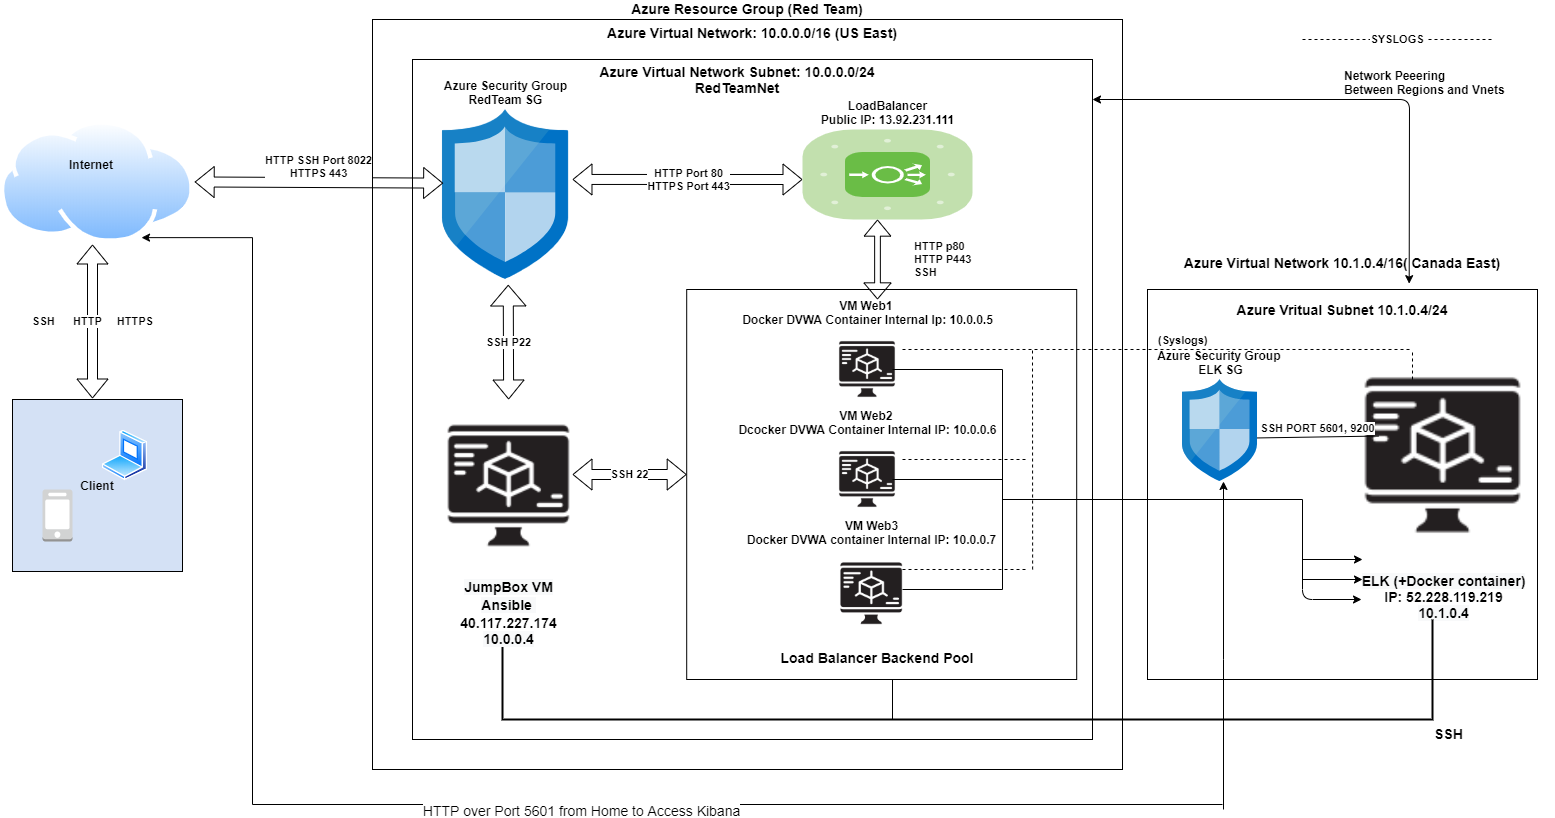 Azure Resource Group (Red Team)
Azure Virtual Network: 10.0.0.0/16 (US East)
Azure Virtual Network Subnet: 10.0.0.0/24
RedTeamNet
Azure Security Group
RedTeam SG
LoadBalancer
Public IP: 13.92.231.111
SYSLOGS
Network Peeering
Between Regions and Vnets
Internet
HTTP SSH Port 8022
HTTPS 443
HTTP Port 80
HTTPS Port 443
HTTP p80
HTTP P443
SSH
Azure Virtual Network 10.1.0.4/16( Canada East)
Azure Vritual Subnet 10.1.0.4/24
SSH HTTP HTTPS
SSH P22
VM Web1
Docker DVWA Container Internal Ip: 10.0.0.5
(Syslogs)
Azure Security Group
ELK SG
VM Web2
Dcocker DVWA Container Internal IP: 10.0.0.6
SSH PORT 5601, 9200
Client
SSH 22
VM Web3
Docker DVWA container Internal IP: 10.0.0.7
JumpBox VM
Ansible
40.117.227.174
10.0.0.4
ELK (+Docker container)
IP: 52.228.119.219
10.1.0.4
Load Balancer Backend Pool
SSH
HTTP over Port 5601 from Home to Access Kibana